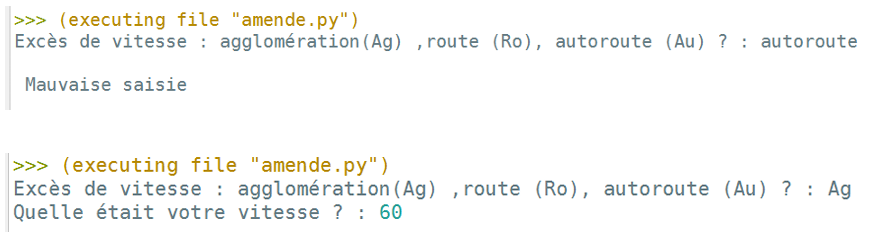 >>> (executing file "amende.py")
Excès de vitesse : agglomération(Ag) ,route (Ro), autoroute (Au) ? : autoroute
Mauvaise saisie
>>> (executing file "amende.py")
Excès de vitesse : agglomération(Ag) ,route (Ro), autoroute (Au) ? : Ag
Quelle était votre vitesse ? : 60